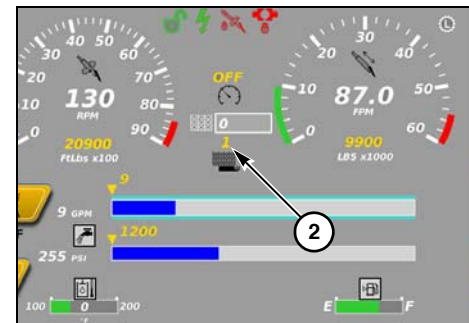 30 40 50 60 70 80 90
20
10
0
130
RPM
20900
FtLbs x100
OFF
0
1
2
20 30 40 50 60
10
0
87.0
FPM
9900
LBS x1000
L
9
9 GPM
1200
255 PSI
F
100 0 200
°F
E F